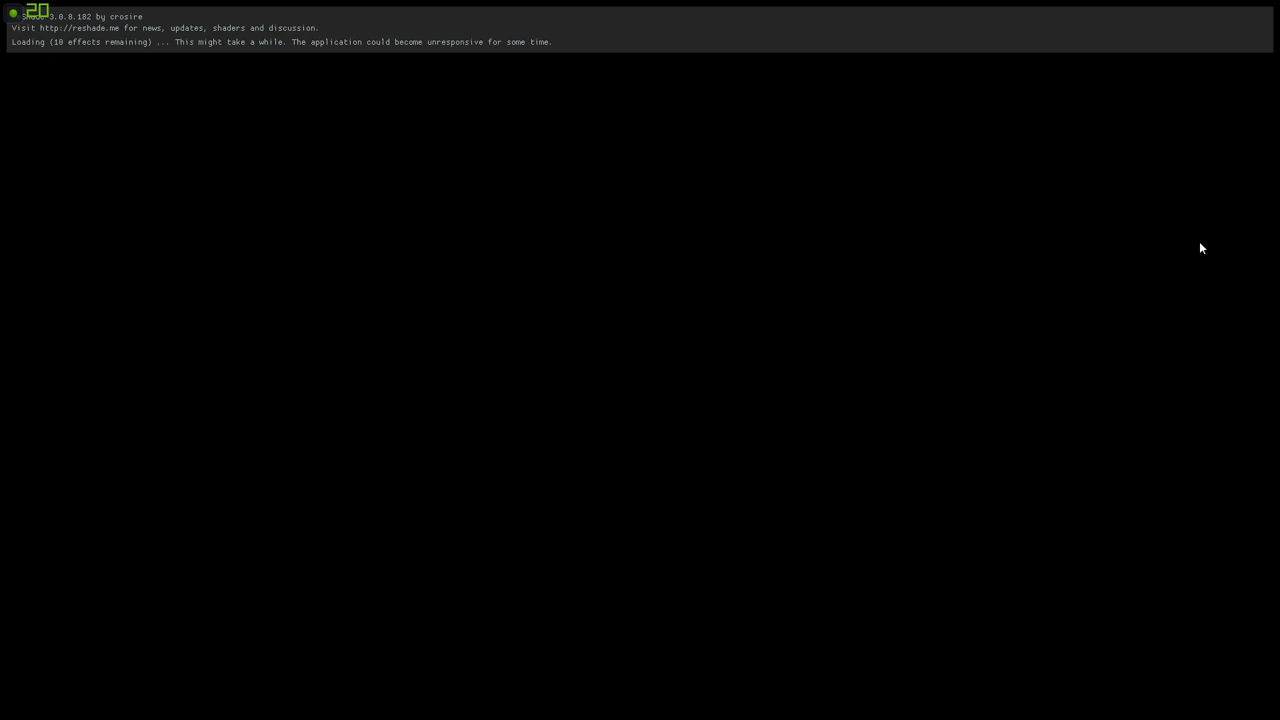 20
3.0.8.182 by crosire
Visit http://reshade.me for news, updates, shaders and discussion.
Loading (10 effects remaining) ... This might take a while. The application could become unresponsive for some time.